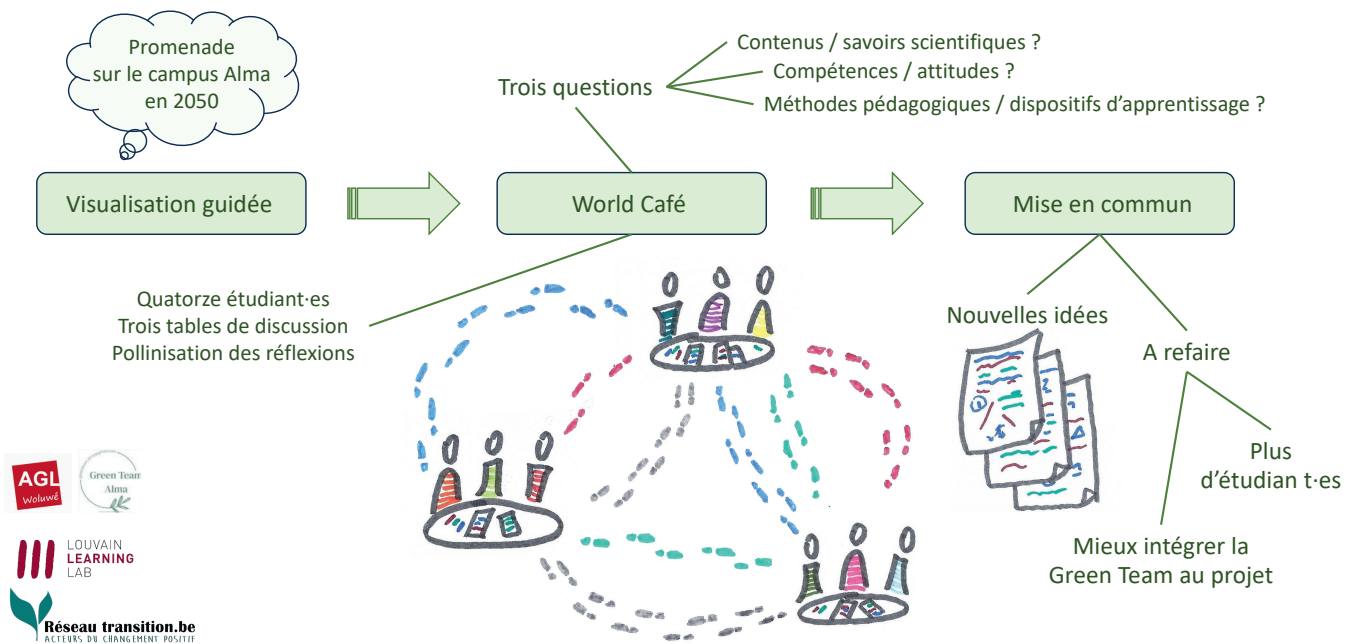 Promenade
sur le campus Alma
en 2050
Visualisation guidée
Trois questions
Contenus / savoirs scientifiques ?
Compétences / attitudes ?
Méthodes pédagogiques / dispositifs d'apprentissage ?
World Café
Mise en commun
Quatorze étudiant·es
Trois tables de discussion
Pollinisation des réflexions
Nouvelles idées
A refaire
Plus
d'étudian t·es
Mieux intégrer la
Green Team au projet
AGL
Woluwé
Green Team
Alma
LOUVAIN
LEARNING
LAB
Réseau transition.be
ACTEURS DU CHANGEMENT POSITIF